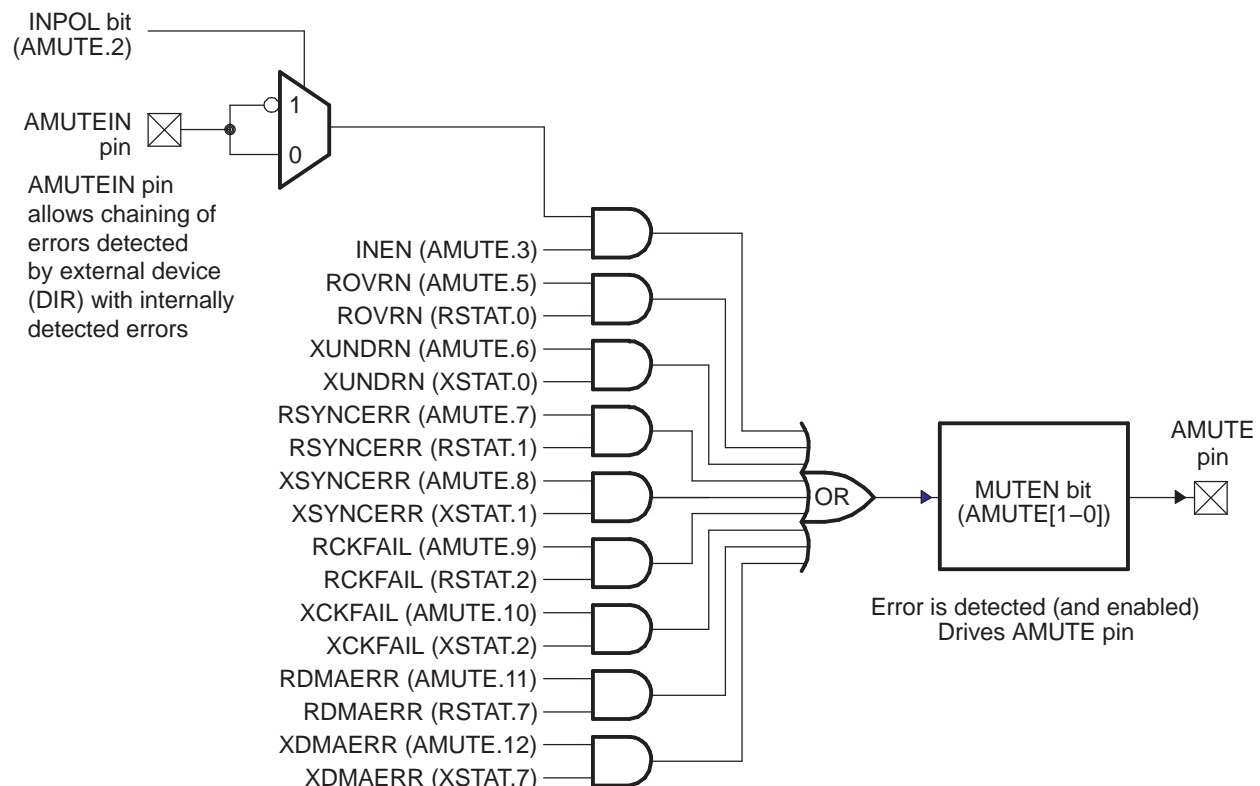 INPOL bit
(AMUTE.2)
AMUTEIN
pin
1
0
AMUTEIN pin
allows chaining of
errors detected
by external device
(DIR) with internally
detected errors
INEN (AMUTE.3)
ROVRN (AMUTE.5)
ROVRN (RSTAT.0)
XUNDRN (AMUTE.6)
XUNDRN (XSTAT.0)
RSYNCERR (AMUTE.7)
RSYNCERR (RSTAT.1)
XSYNCERR (AMUTE.8)
XSYNCERR (XSTAT.1)
RCKFAIL (AMUTE.9)
RCKFAIL (RSTAT.2)
XCKFAIL (AMUTE.10)
XCKFAIL (XSTAT.2)
RDMAERR (AMUTE.11)
RDMAERR (RSTAT.7)
XDMAERR (AMUTE.12)
XDMAERR (XSTAT.7)
OR
MUTEN bit
(AMUTE[1–0])
AMUTE
pin
Error is detected (and enabled)
Drives AMUTE pin